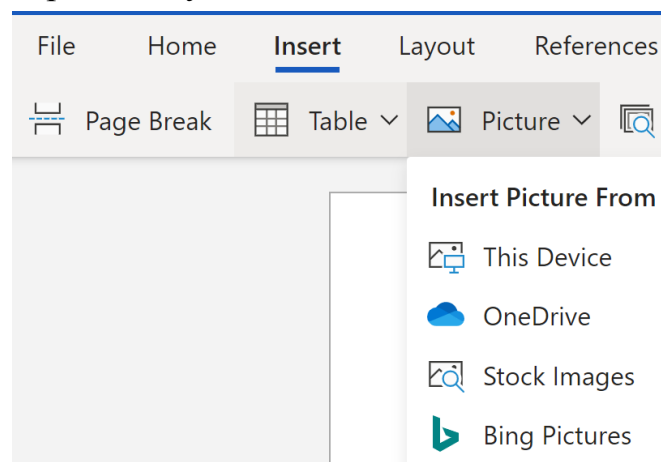 File Home Insert Layout References
Page Break Table Picture
Insert Picture From
This Device
OneDrive
Stock Images
Bing Pictures